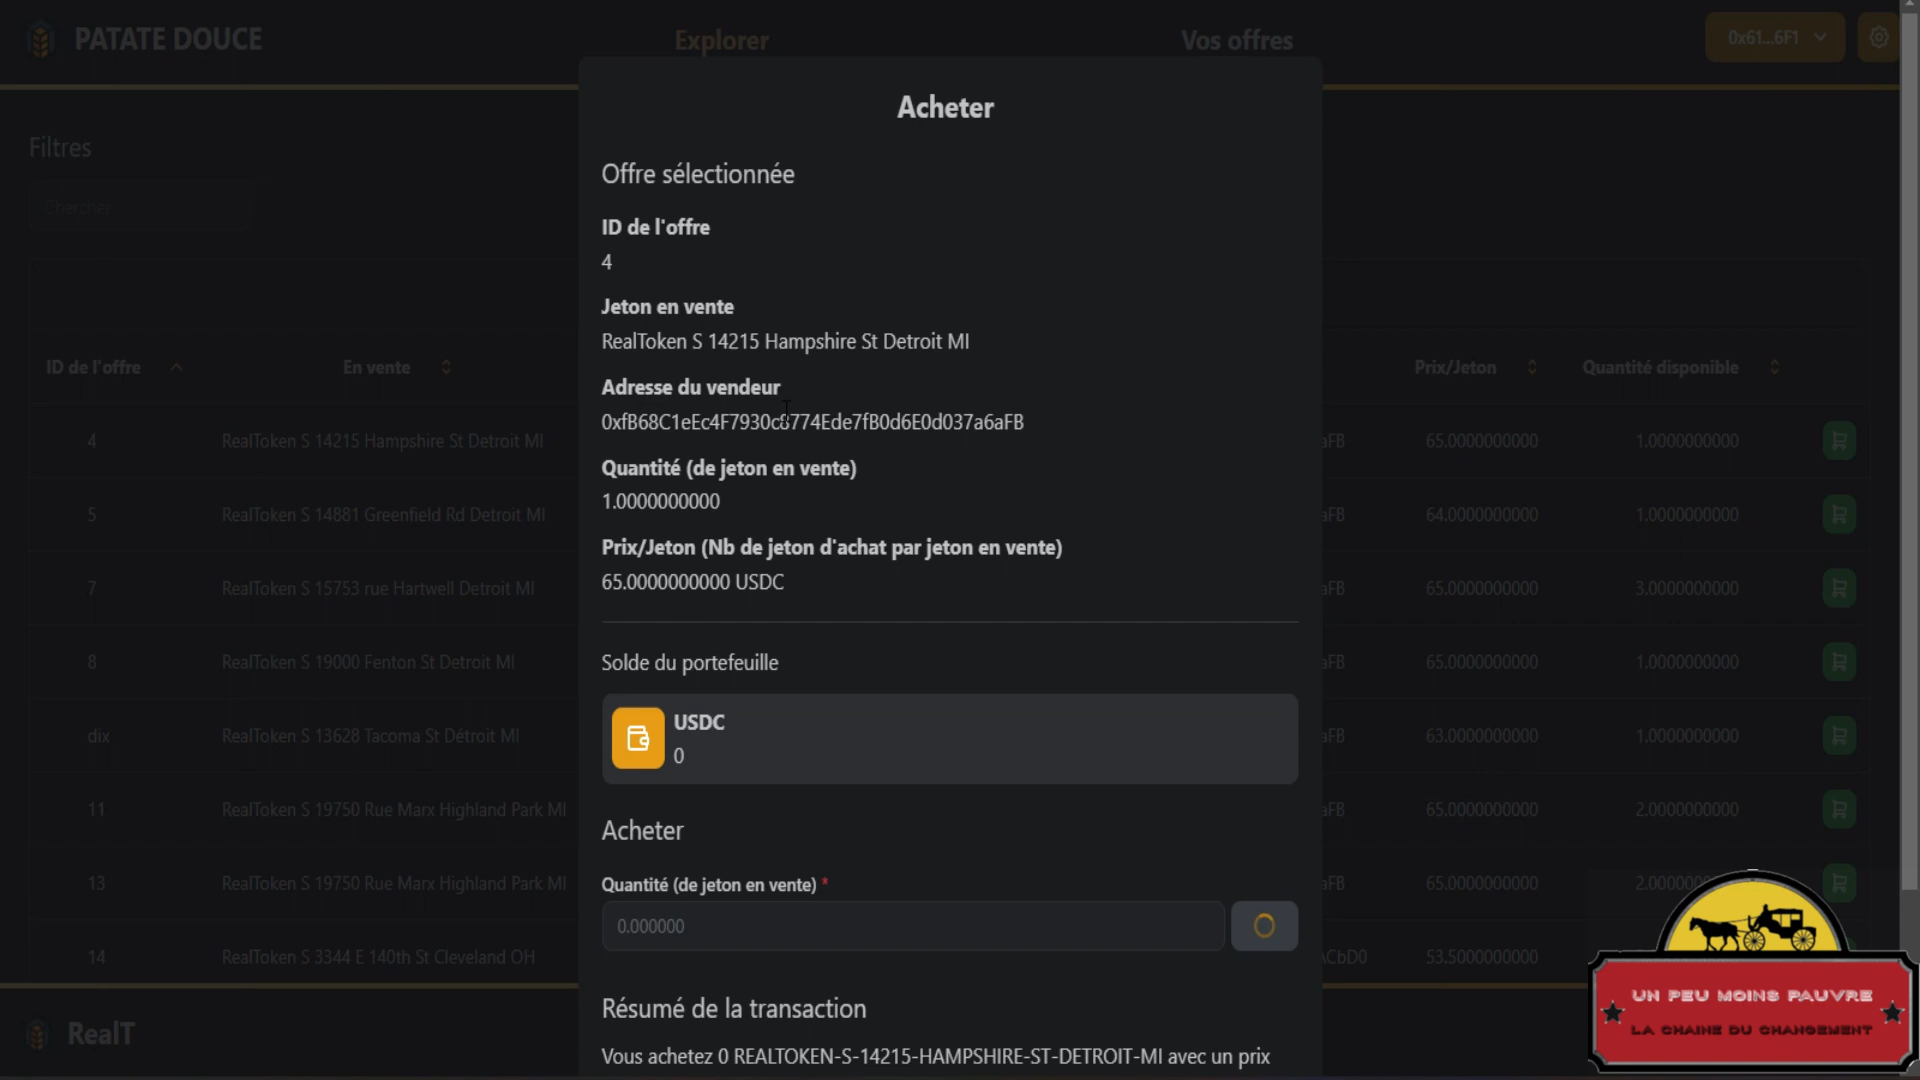 PATATE DOUCE
Explorer
Vos offres
0x61...6F1
Filtres
Chercher
Acheter
Offre sélectionnée
ID de l'offre
4
Jeton en vente
RealToken S 14215 Hampshire St Detroit MI
Adresse du vendeur
0xfB68C1eEc4F7930c8774Ede7fB0d6E0d037a6aFB
Quantité (de jeton en vente)
1.0000000000
Prix/Jeton (Nb de jeton d'achat par jeton en vente)
65.0000000000 USDC
Solde du portefeuille
USDC
0
Acheter
Quantité (de jeton en vente) *
0.000000
Résumé de la transaction
Vous achetez 0 REALTOKEN-S-14215-HAMPSHIRE-ST-DETROIT-MI avec un prix
ID de l'offre En vente Prix/Jeton Quantité disponible
4 RealToken S 14215 Hampshire St Detroit MI aFB 65.0000000000 1.0000000000
5 RealToken S 14881 Greenfield Rd Detroit MI aFB 64.0000000000 1.0000000000
7 RealToken S 15753 rue Hartwell Detroit MI aFB 65.0000000000 3.0000000000
8 RealToken S 19000 Fenton St Detroit MI aFB 65.0000000000 1.0000000000
dix RealToken S 13628 Tacoma St Détroit MI aFB 63.0000000000 1.0000000000
11 RealToken S 19750 Rue Marx Highland Park MI aFB 65.0000000000 2.0000000000
13 RealToken S 19750 Rue Marx Highland Park MI aFB 65.0000000000
14 RealToken S 3344 E 140th St Cleveland OH CbD0 53.5000000000
RealT
UN PEU MOINS PAUVRE
LA CHAINE DU CHANGEMENT